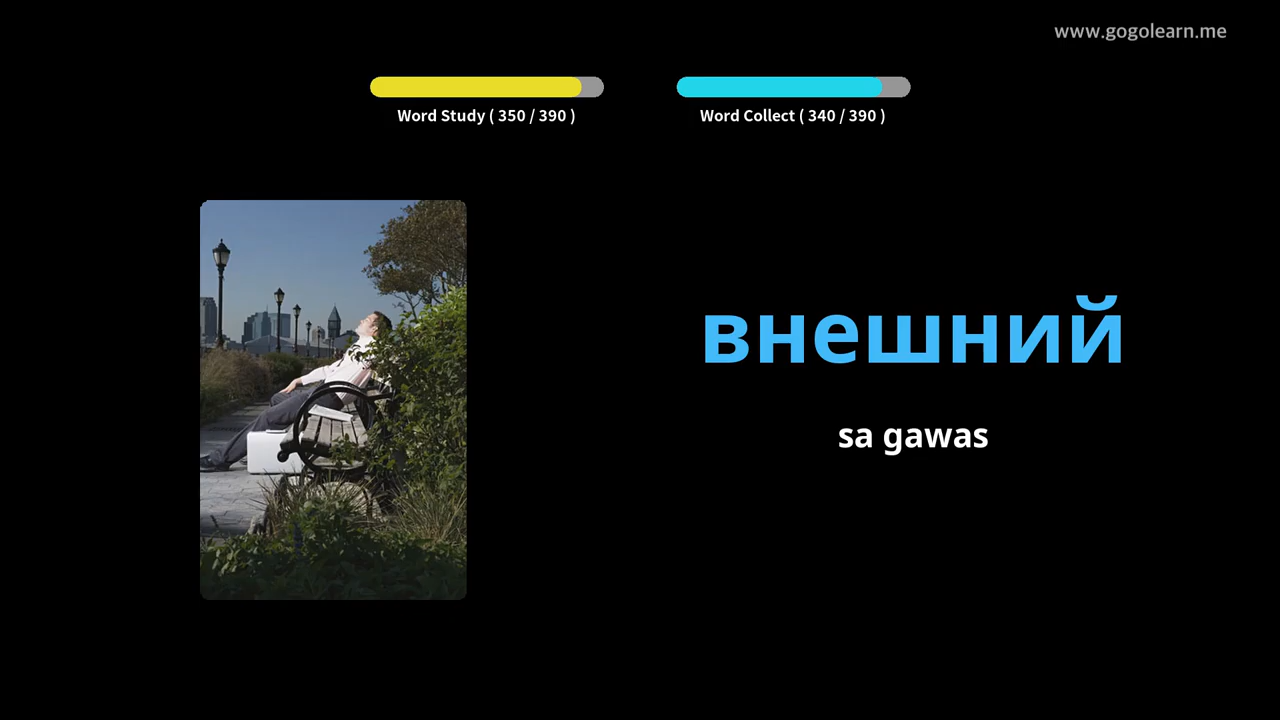 www.gogolearn.me
Word Study ( 350 / 390 )
Word Collect ( 340 / 390 )
внешний
sa gawas